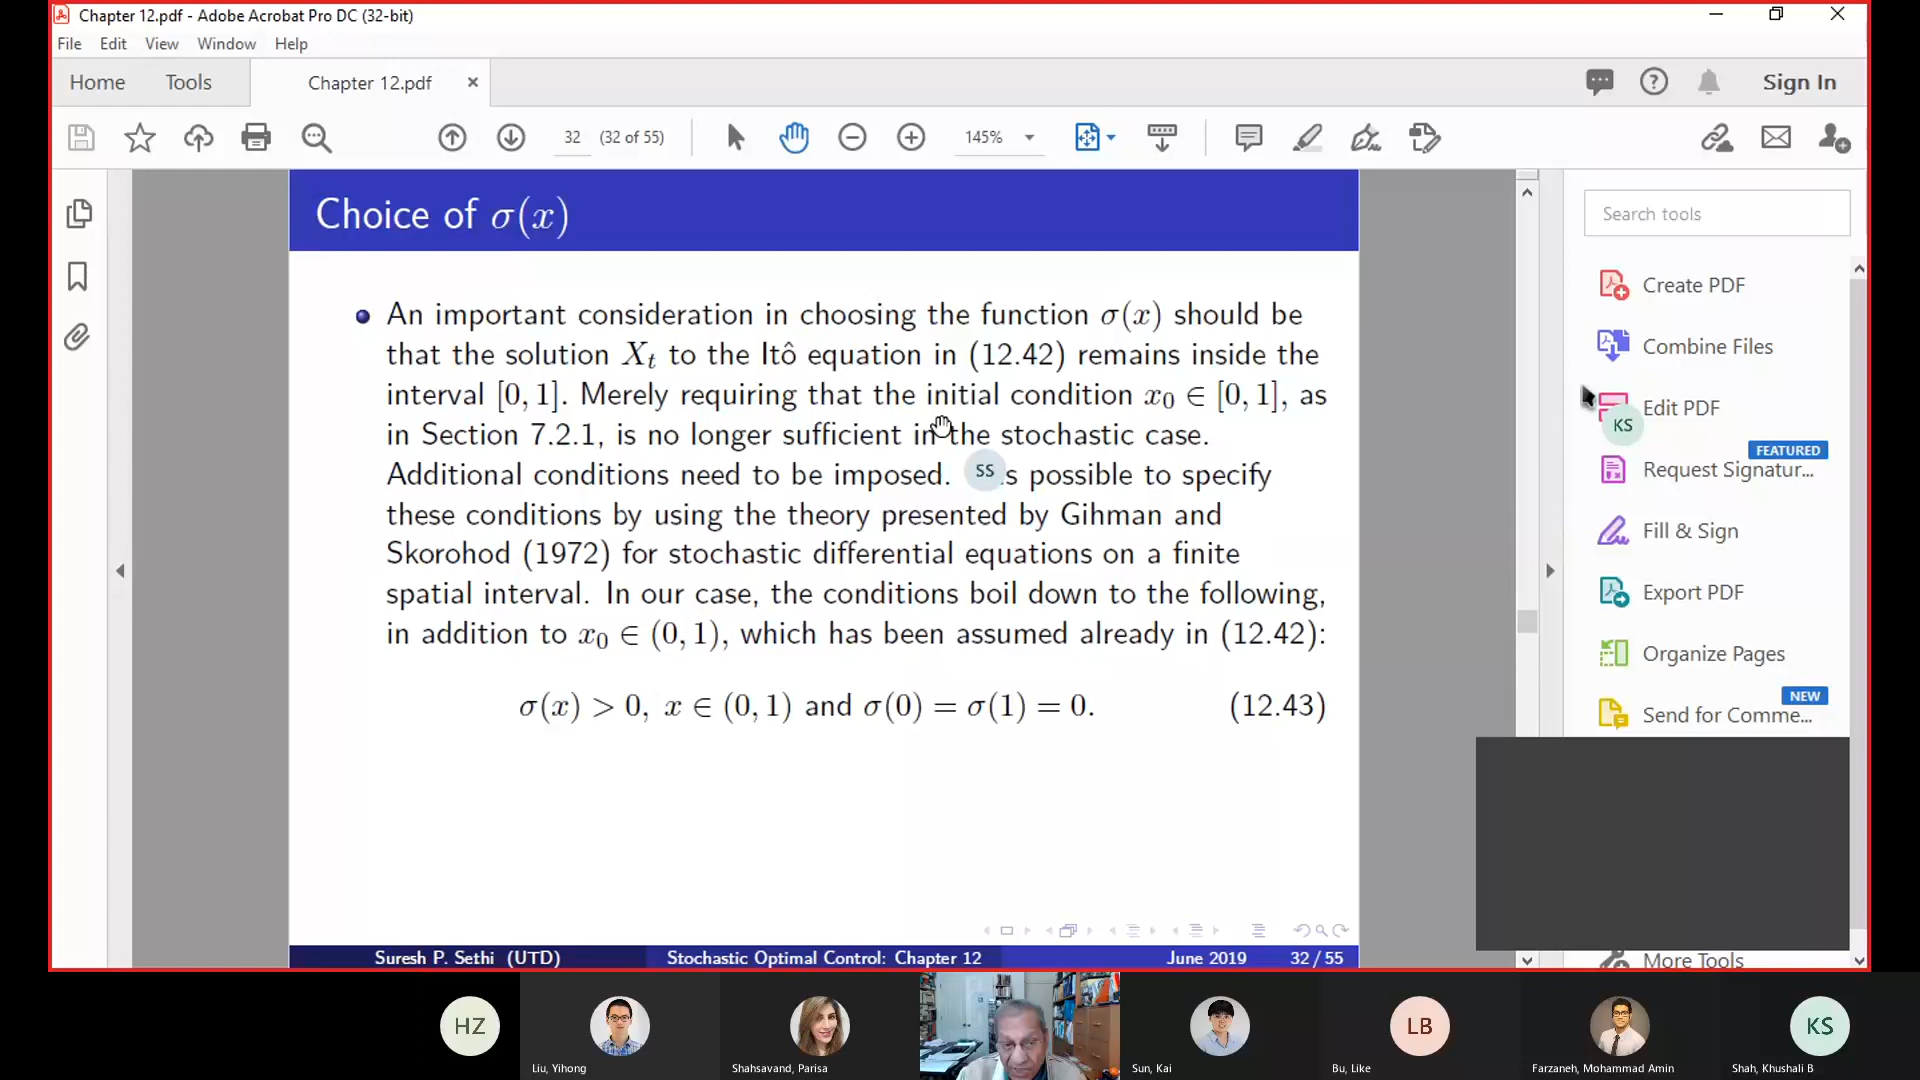 Chapter 12.pdf - Adobe Acrobat Pro DC (32-bit)
File Edit View Window Help
Home Tools Chapter 12.pdf × Sign In
32 (32 of 55) 145%
Choice of σ(x)
An important consideration in choosing the function σ(x) should be
that the solution Xt to the Itô equation in (12.42) remains inside the
interval [0, 1]. Merely requiring that the initial condition x0 ∈ [0, 1], as
in Section 7.2.1, is no longer sufficient in the stochastic case.
Additional conditions need to be imposed. SS s possible to specify
these conditions by using the theory presented by Gihman and
Skorohod (1972) for stochastic differential equations on a finite
spatial interval. In our case, the conditions boil down to the following,
in addition to x0 ∈ (0, 1), which has been assumed already in (12.42):
σ(x) > 0, x ∈ (0, 1) and σ(0) = σ(1) = 0. (12.43)
Suresh P. Sethi (UTD) Stochastic Optimal Control: Chapter 12 June 2019 32 / 55
Search tools
Create PDF
Combine Files
Edit PDF
KS
FEATURED
Request Signatur...
Fill & Sign
Export PDF
Organize Pages
NEW
Send for Comme...
More Tools
HZ
Liu, Yihong
Shahsavand, Parisa
Sun, Kai
LB
Bu, Like
Farzaneh, Mohammad Amin
KS
Shah, Khushali B